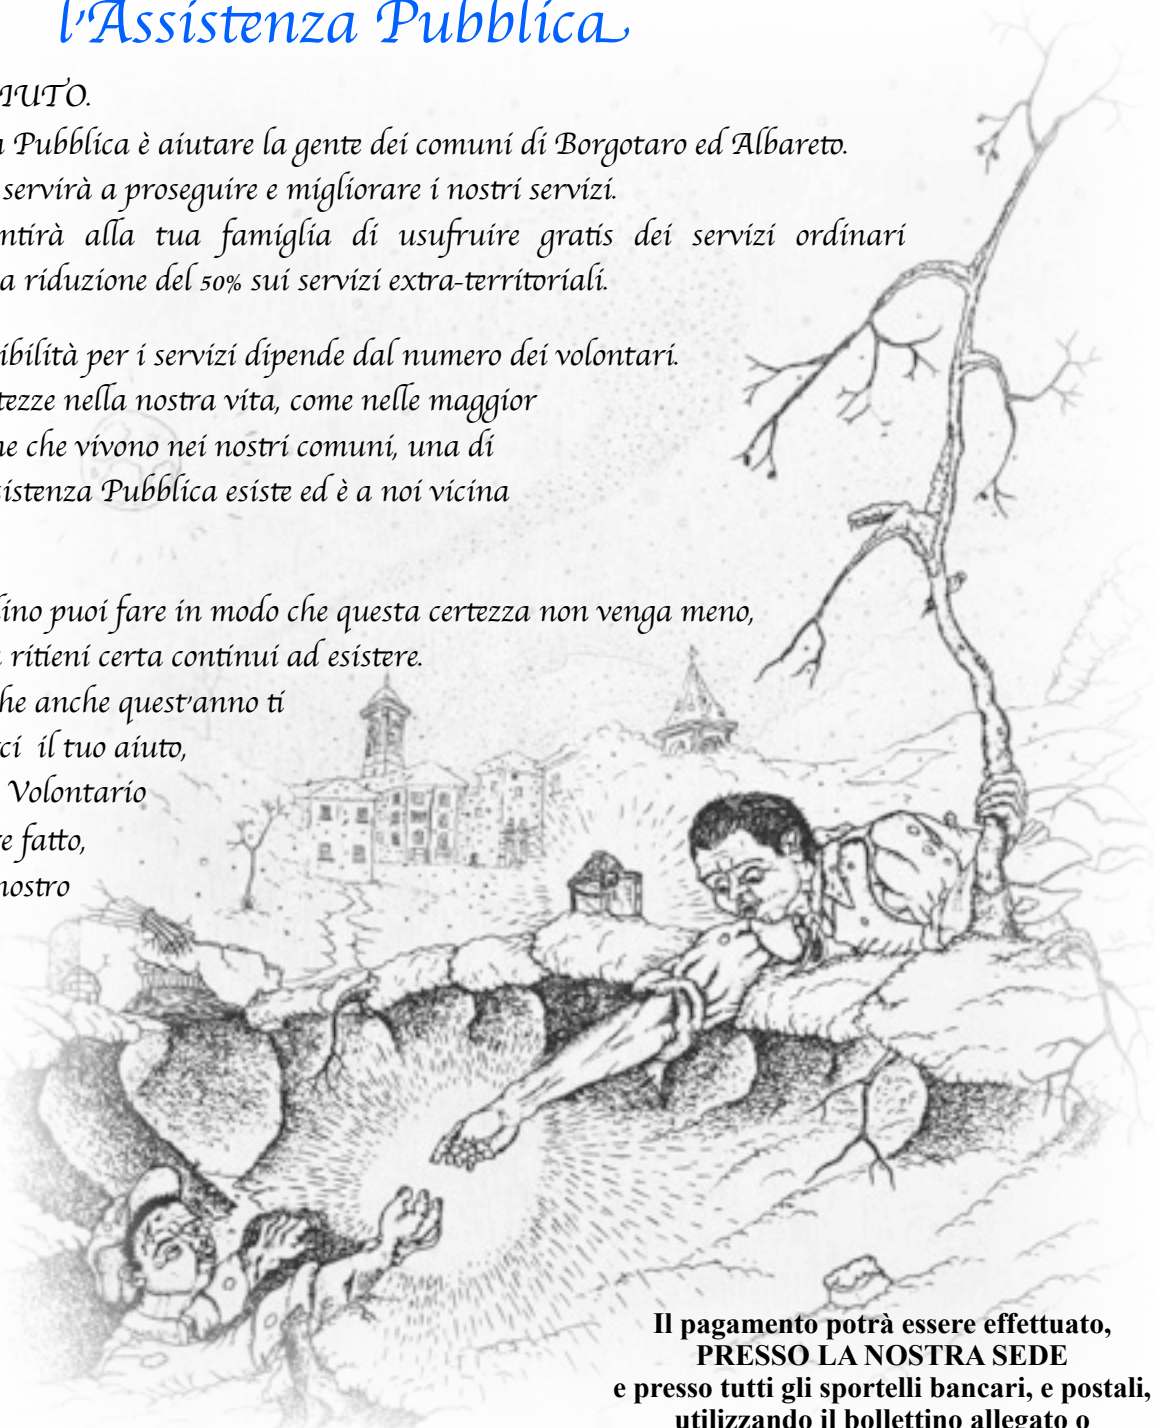 l'Assistenza Pubblica
IUTO.
a Pubblica è aiutare la gente dei comuni di Borgotaro ed Albareto.
servirà a proseguire e migliorare i nostri servizi.
ntirà alla tua famiglia di usufruire gratis dei servizi ordinari
a riduzione del 50% sui servizi extra-territoriali.
ibilità per i servizi dipende dal numero dei volontari.
tezze nella nostra vita, come nelle maggior
ne che vivono nei nostri comuni, una di
sistenza Pubblica esiste ed è a noi vicina
lino puoi fare in modo che questa certezza non venga meno,
a ritieni certa continui ad esistere.
he anche quest'anno ti
ci il tuo aiuto,
Volontario
e fatto,
nostro
Il pagamento potrà essere effettuato,
PRESSO LA NOSTRA SEDE
e presso tutti gli sportelli bancari, e postali,
utilizzando il bollettino allegato o